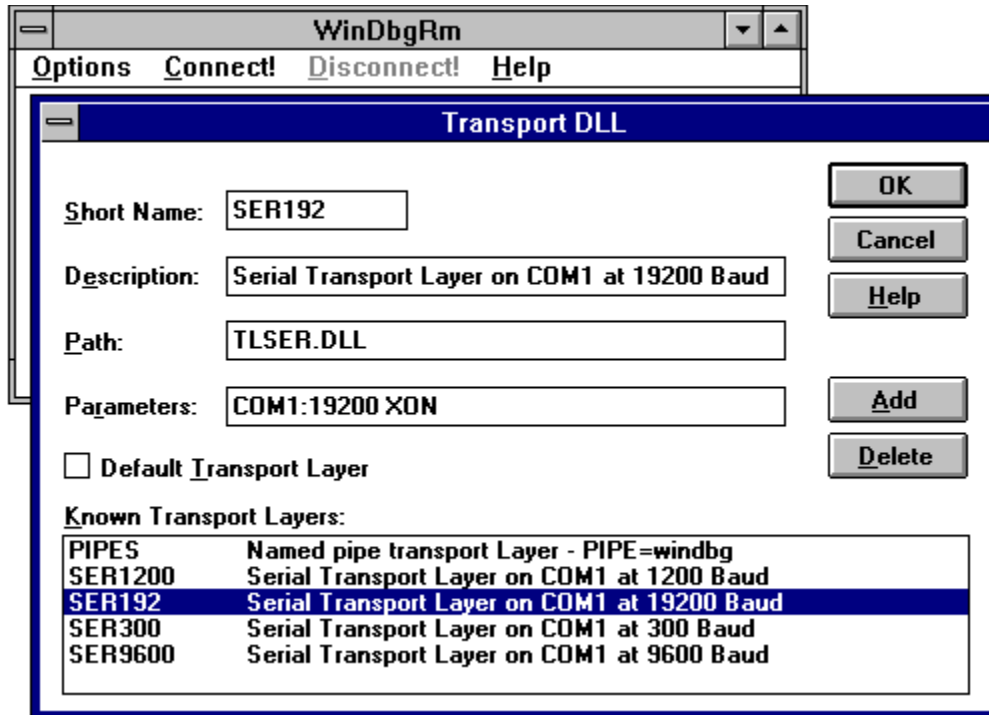 WinDbgRm
Options Connect! Disconnect! Help
Transport DLL
Short Name: SER192
OK
Cancel
Description: Serial Transport Layer on COM1 at 19200 Baud
Help
Path: TLSER.DLL
Parameters: COM1:19200 XON
Add
Default Transport Layer
Delete
Known Transport Layers:
PIPES Named pipe transport Layer - PIPE=windbg
SER1200 Serial Transport Layer on COM1 at 1200 Baud
SER192 Serial Transport Layer on COM1 at 19200 Baud
SER300 Serial Transport Layer on COM1 at 300 Baud
SER9600 Serial Transport Layer on COM1 at 9600 Baud